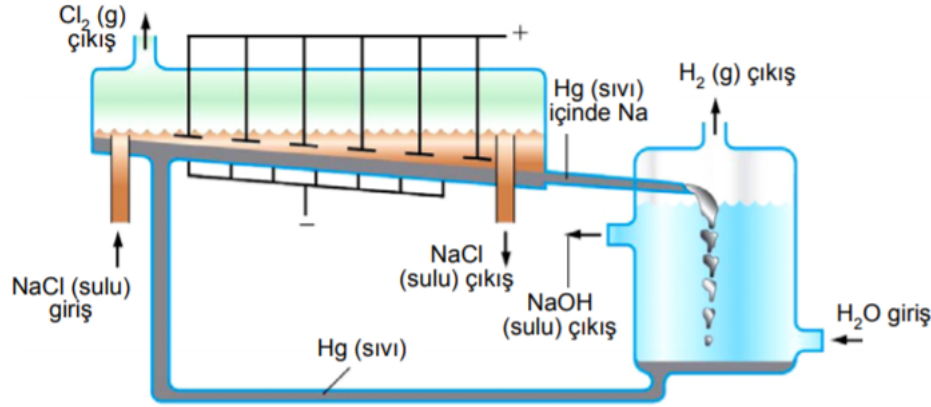 Cl₂ (g)
çıkış
+
H₂ (g) çıkış
Hg (sıvı)
içinde Na
−
NaCl (sulu)
giriş
NaCl
(sulu) çıkış
NaOH
(sulu) çıkış
H₂O giriş
Hg (sıvı)